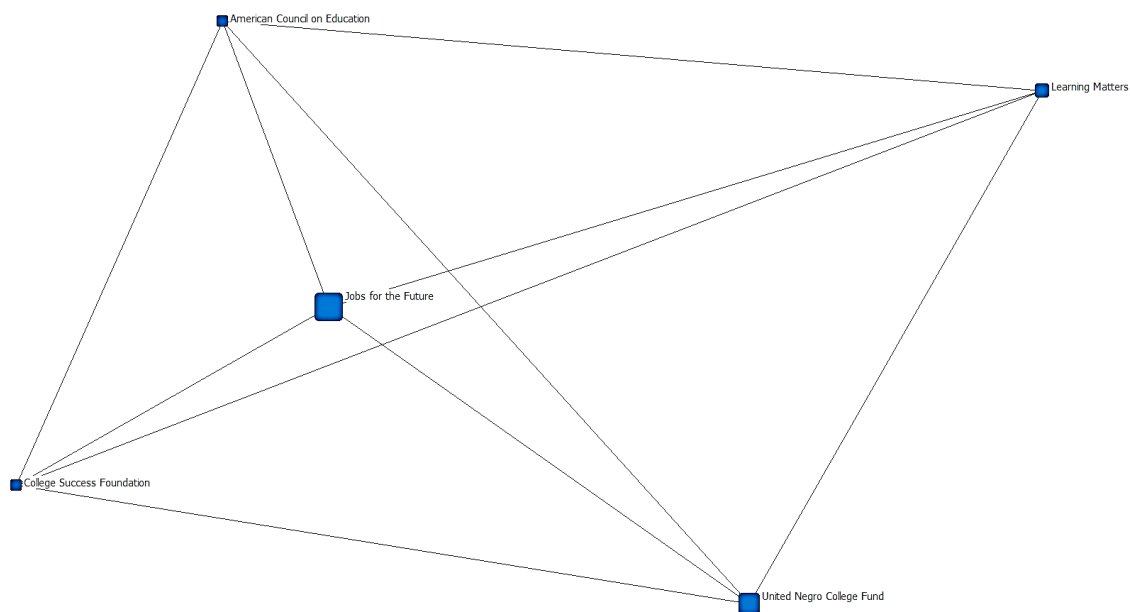 American Council on Education
Learning Matters
Jobs for the Future
College Success Foundation
United Negro College Fund